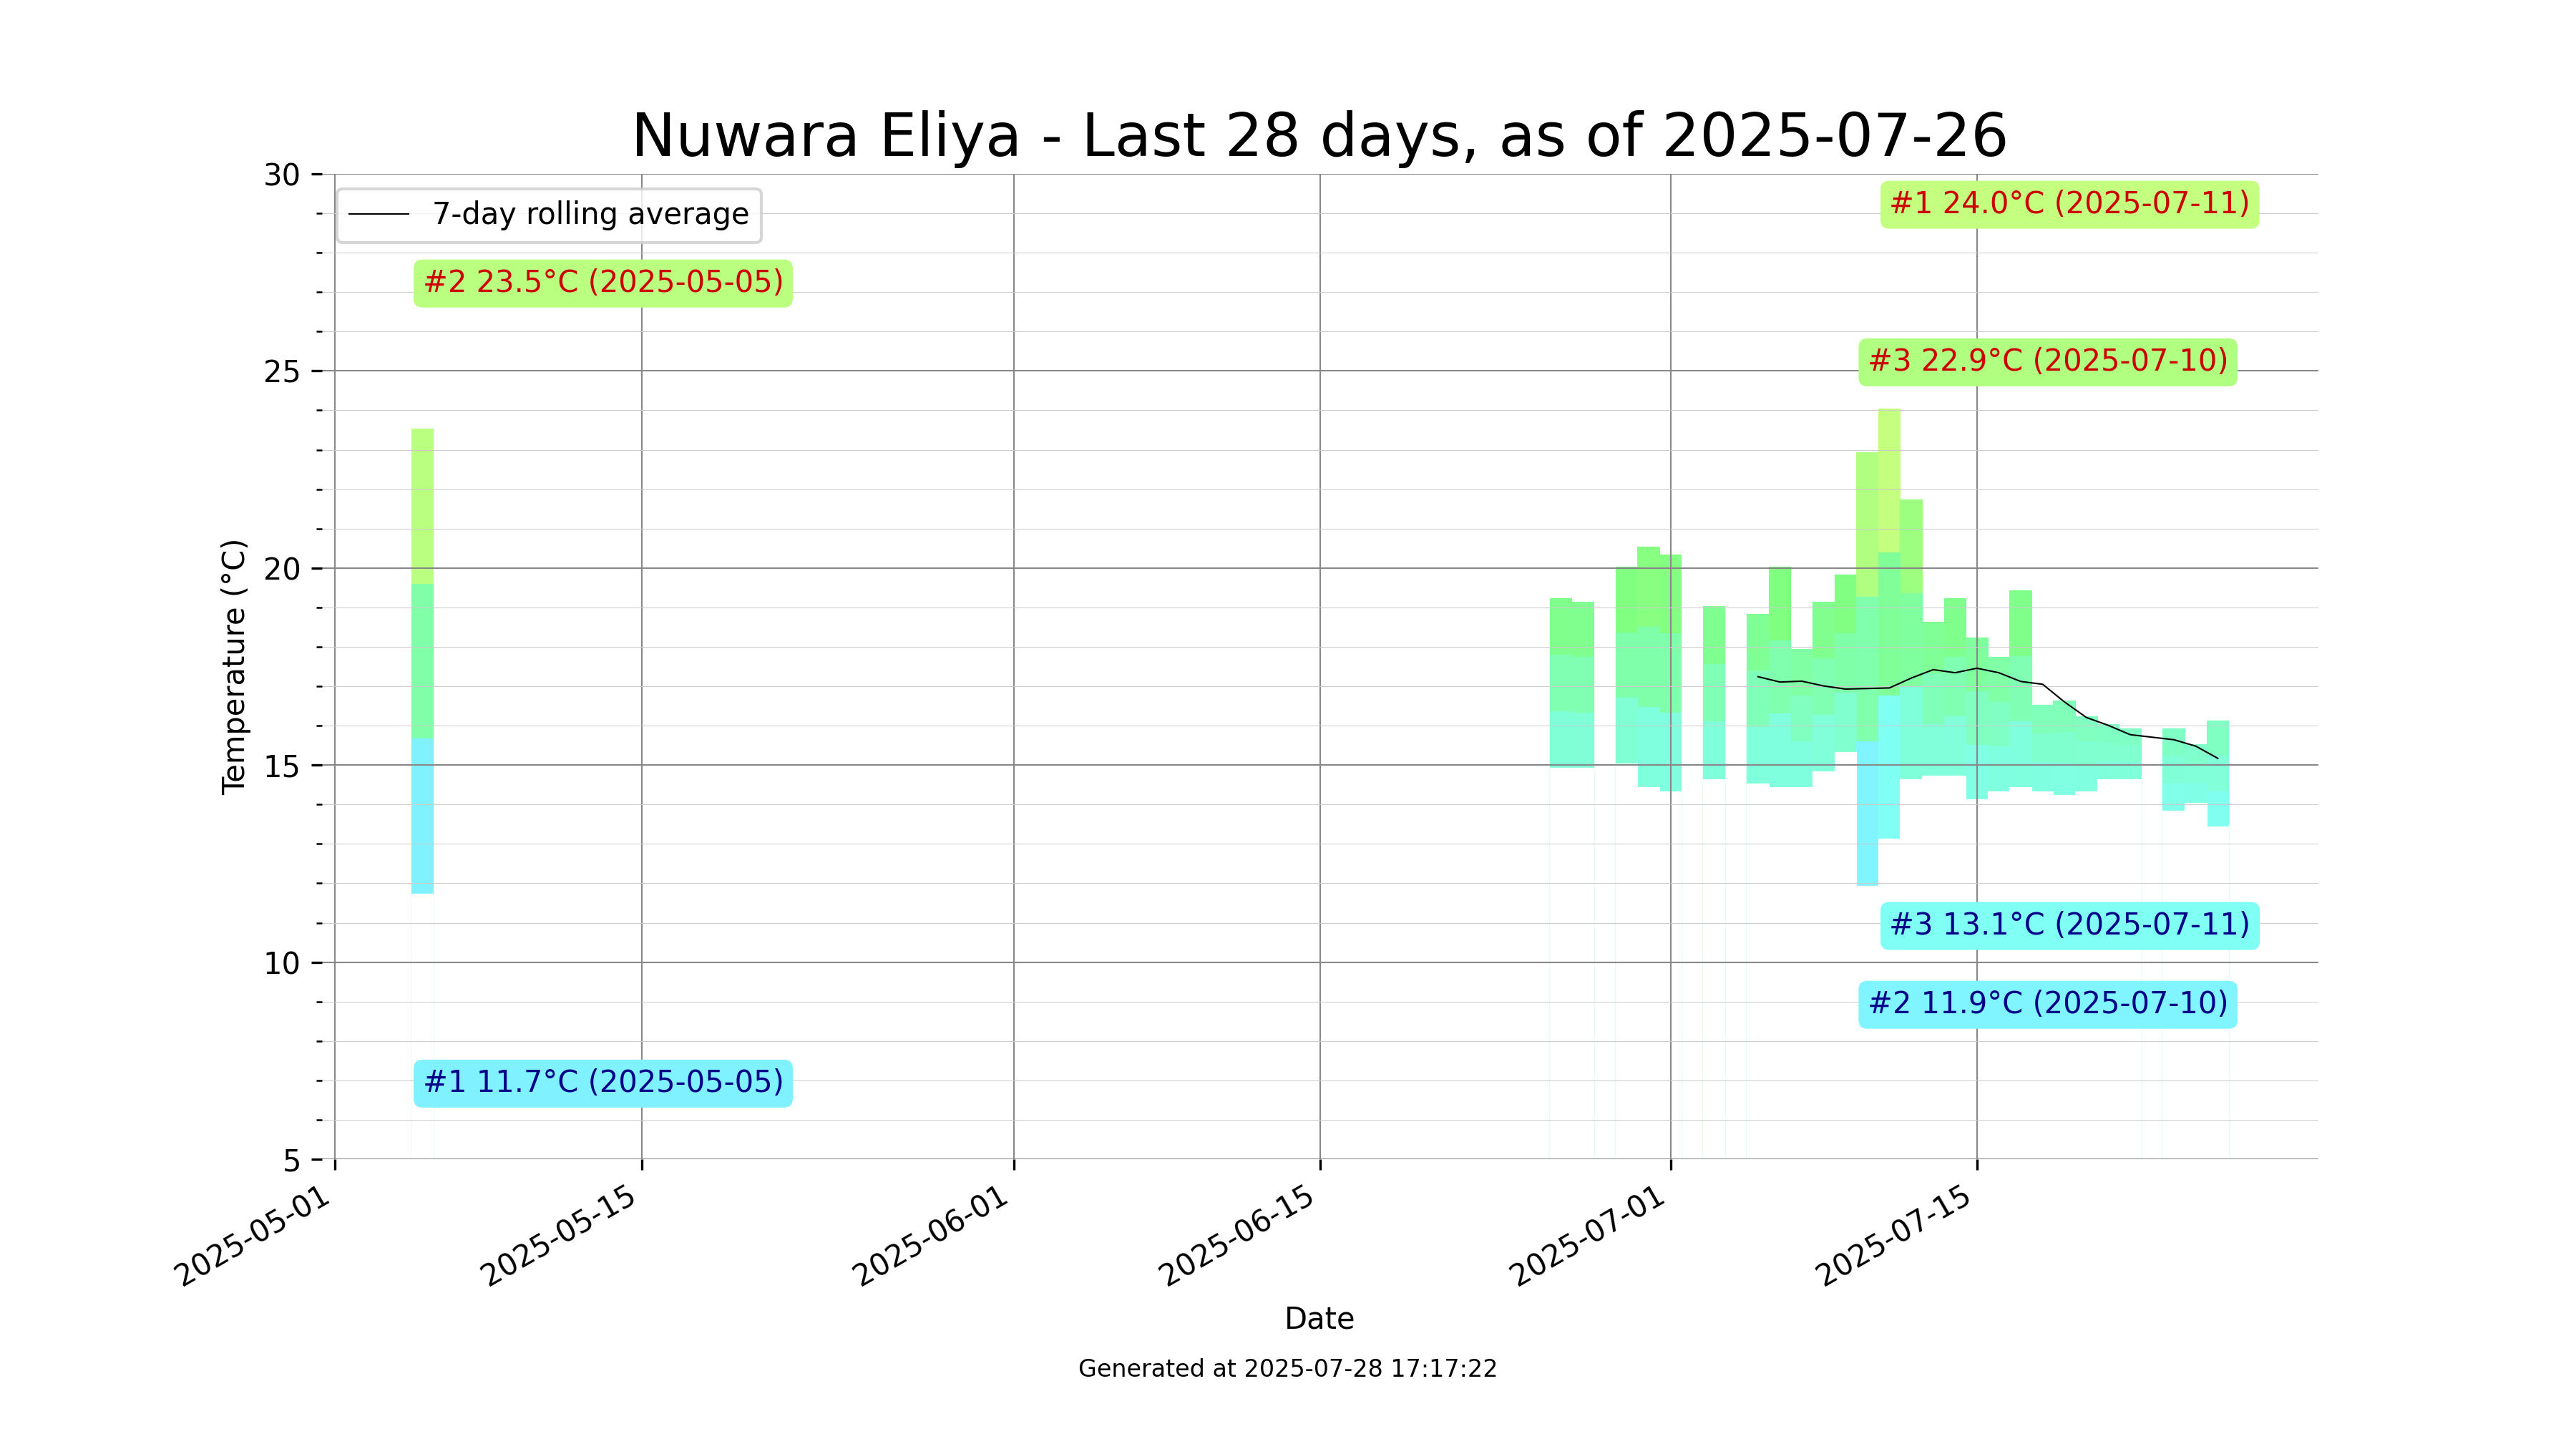 Nuwara Eliya - Last 28 days, as of 2025-07-26
7-day rolling average
#1 24.0°C (2025-07-11)
#2 23.5°C (2025-05-05)
#3 22.9°C (2025-07-10)
#3 13.1°C (2025-07-11)
#2 11.9°C (2025-07-10)
#1 11.7°C (2025-05-05)
Temperature (°C)
30
25
20
15
10
5
2025-05-01
2025-05-15
2025-06-01
2025-06-15
2025-07-01
2025-07-15
Date
Generated at 2025-07-28 17:17:22